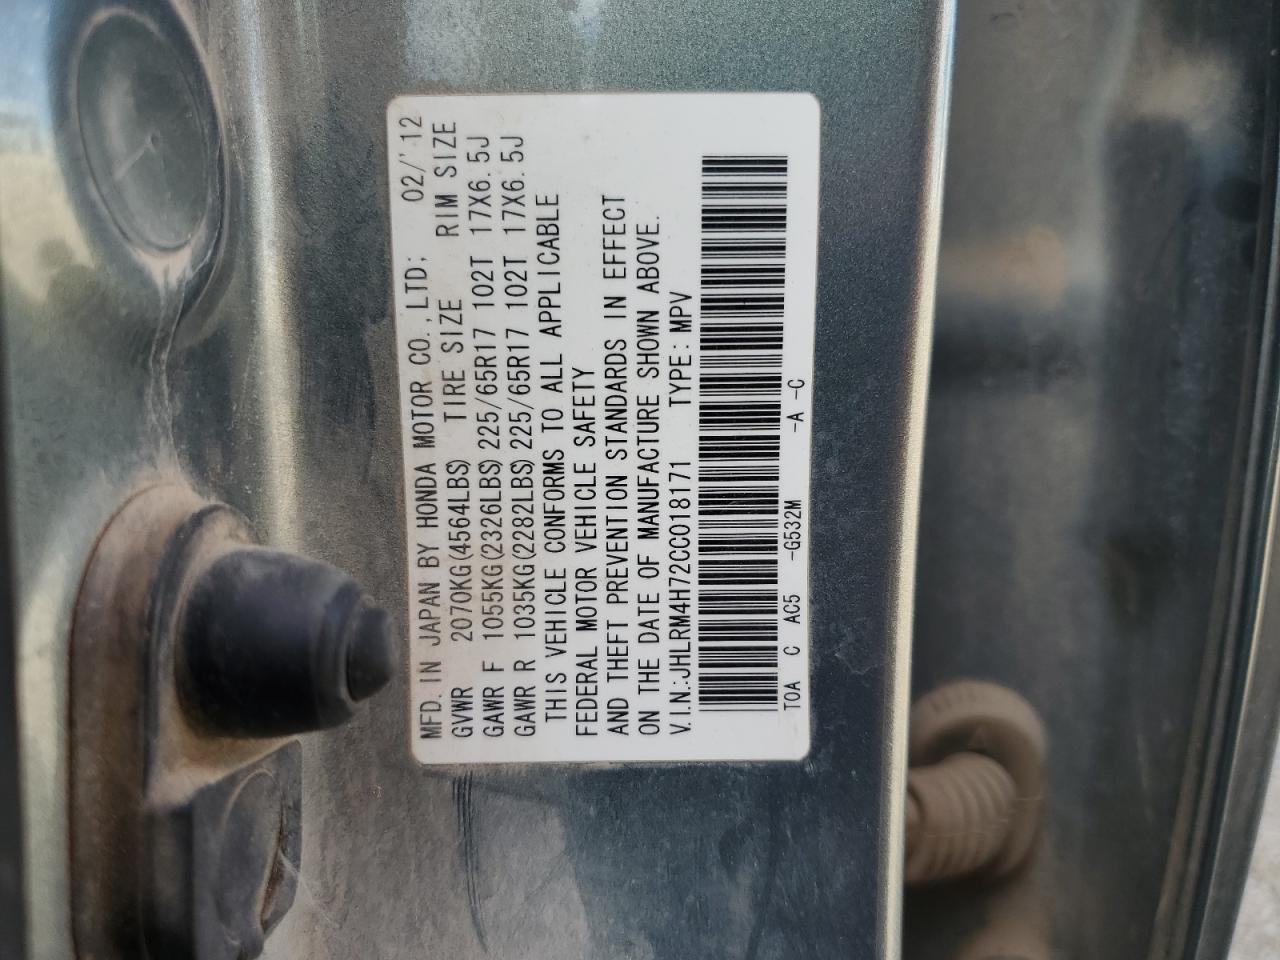 MFD. IN JAPAN BY HONDA MOTOR CO.,LTD; 02/'12
GVWR 2070KG(4564LBS) TIRE SIZE RIM SIZE
GAWR F 1055KG(2326LBS) 225/65R17 102T 17X6.5J
GAWR R 1035KG(2282LBS) 225/65R17 102T 17X6.5J
THIS VEHICLE CONFORMS TO ALL APPLICABLE
FEDERAL MOTOR VEHICLE SAFETY
AND THEFT PREVENTION STANDARDS IN EFFECT
ON THE DATE OF MANUFACTURE SHOWN ABOVE.
V.I.N.:JHLRM4H72CC018171 TYPE: MPV
TOA C AC5 -G532M -A -C